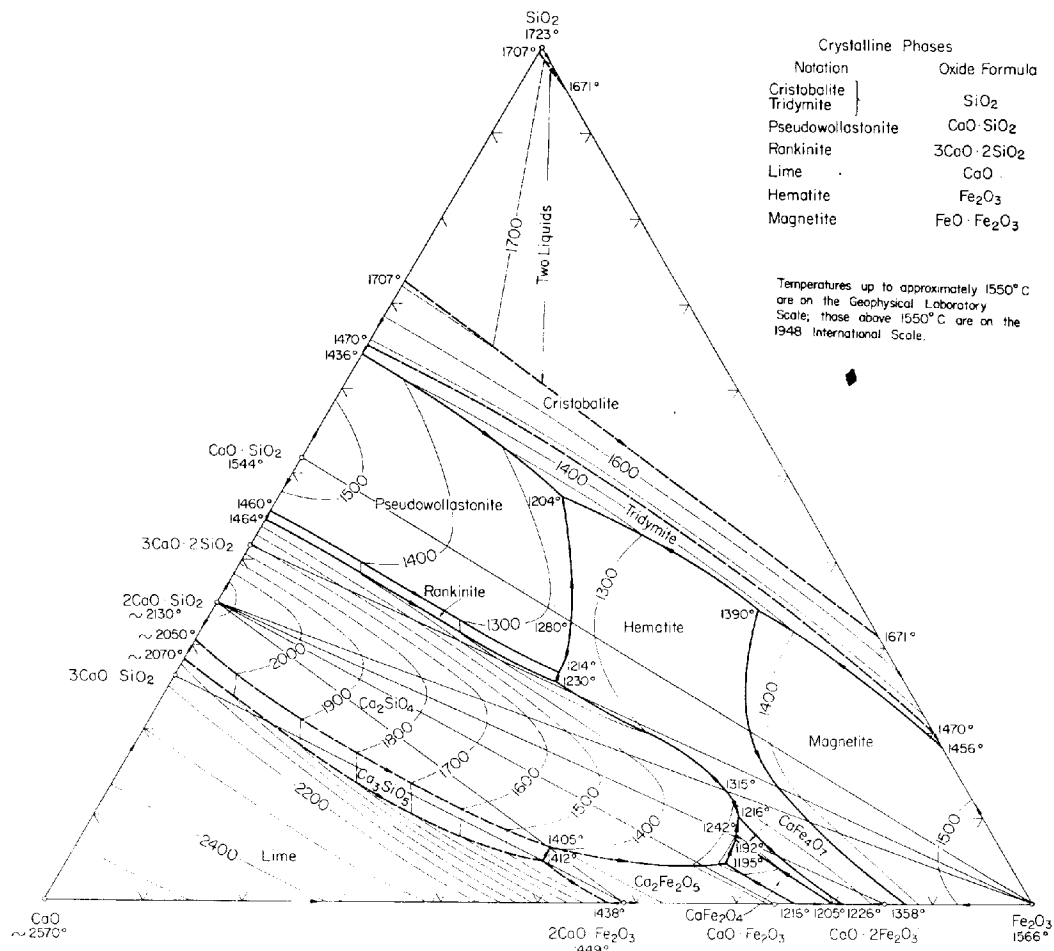 SiO₂
1723°
1707°
1671°
Crystalline Phases
Notation Oxide Formula
Cristobalite
Tridymite } SiO₂
Pseudowollastonite CaO·SiO₂
Rankinite 3CaO·2SiO₂
Lime CaO
Hematite Fe₂O₃
Magnetite FeO·Fe₂O₃
Temperatures up to approximately 1550°C
are on the Geophysical Laboratory
Scale; those above 1550°C are on the
1948 International Scale.
1700
Two Liquids
1707°
1470°
1436°
Cristobalite
1600
1400
Tridymite
CaO·SiO₂
1544°
1500
Pseudowollastonite
1204°
1460°
1464°
1400
1300
3CaO·2SiO₂
Rankinite
1300
1280°
Hematite
1390°
2CaO·SiO₂
~2130°
1671°
~2050°
~2070°
1214°
1230°
3CaO SiO₂
2000
Ca₂SiO₄
1900
1800
1700
1600
1500
1400
1400
Magnetite
1470°
1456°
Ca₃SiO₅
2200
2400
Lime
1315°
1216°
1242°
1192°
1195°
CaFe₄O₇
1500
1405°
1412°
Ca₂Fe₂O₅
CaO
~2570°
1438°
2CaO Fe₂O₃
1449°
CaFe₂O₄
CaO·Fe₂O₃
1216°
1205°
1226°
1358°
CaO·2Fe₂O₃
Fe₂O₃
1566°